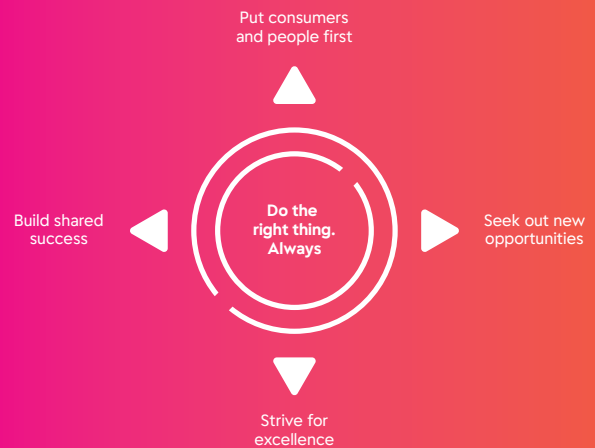 Put consumers
and people first
Build shared
success
Do the
right thing.
Always
Seek out new
opportunities
Strive for
excellence